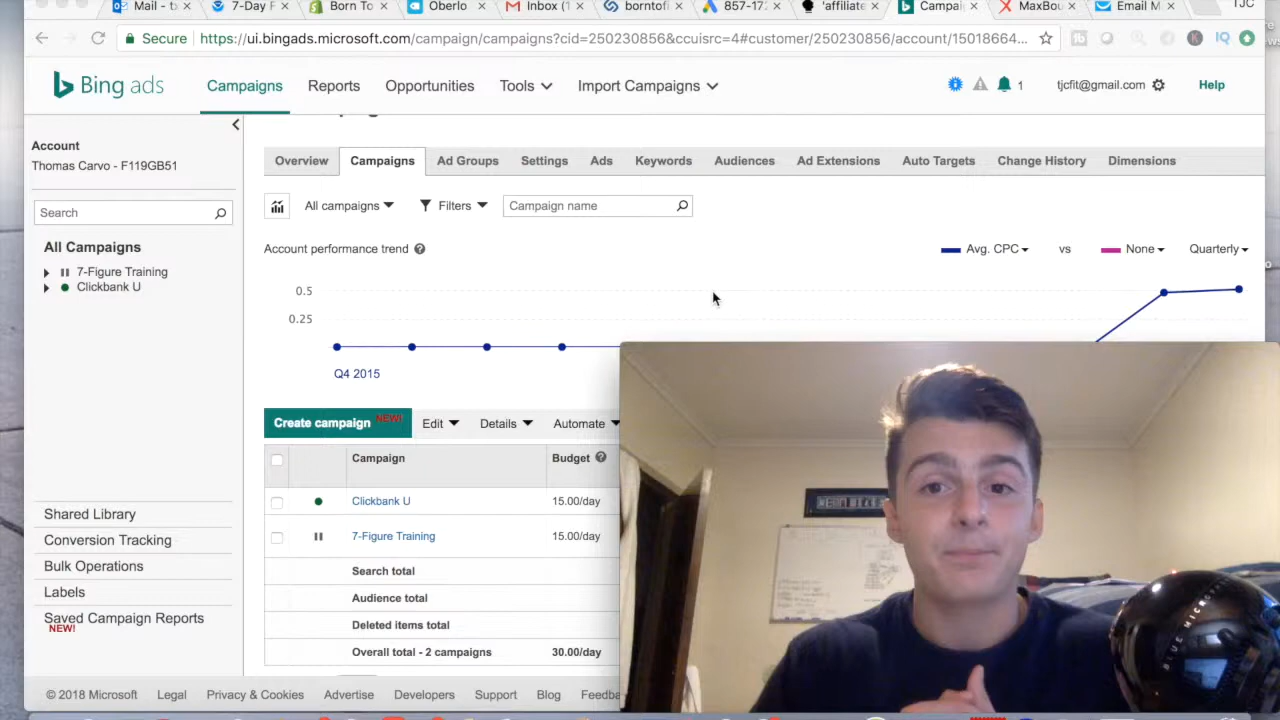 Mail - tx
7-Day F
Born To
Oberlo
Inbox (1
borntofi
857-17
'affiliate
Campai
MaxBou
Email M
TJC
Secure
https://ui.bingads.microsoft.com/campaign/campaigns?cid=250230856&ccuisrc=4#customer/250230856/account/15018664...
IQ
Bing ads
Campaigns
Reports
Opportunities
Tools
Import Campaigns
1
tjcfit@gmail.com
Help
Account
Thomas Carvo - F119GB51
Search
All Campaigns
7-Figure Training
Clickbank U
Shared Library
Conversion Tracking
Bulk Operations
Labels
Saved Campaign Reports
NEW!
Overview
Campaigns
Ad Groups
Settings
Ads
Keywords
Audiences
Ad Extensions
Auto Targets
Change History
Dimensions
All campaigns
Filters
Campaign name
Account performance trend
Avg. CPC
vs
None
Quarterly
0.5
0.25
Q4 2015
Create campaign NEW!
Edit
Details
Automate
Campaign
Budget
Clickbank U
15.00/day
7-Figure Training
15.00/day
Search total
Audience total
Deleted items total
Overall total - 2 campaigns
30.00/day
© 2018 Microsoft
Legal
Privacy & Cookies
Advertise
Developers
Support
Blog
Feedba